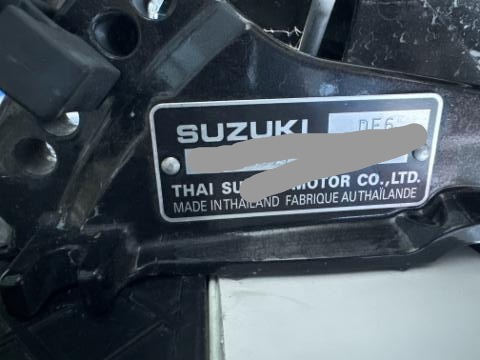 SUZUKI DF6
THAI MOTOR CO.,LTD.
MADE IN THAILAND FABRIQUE AU THAÏLANDE